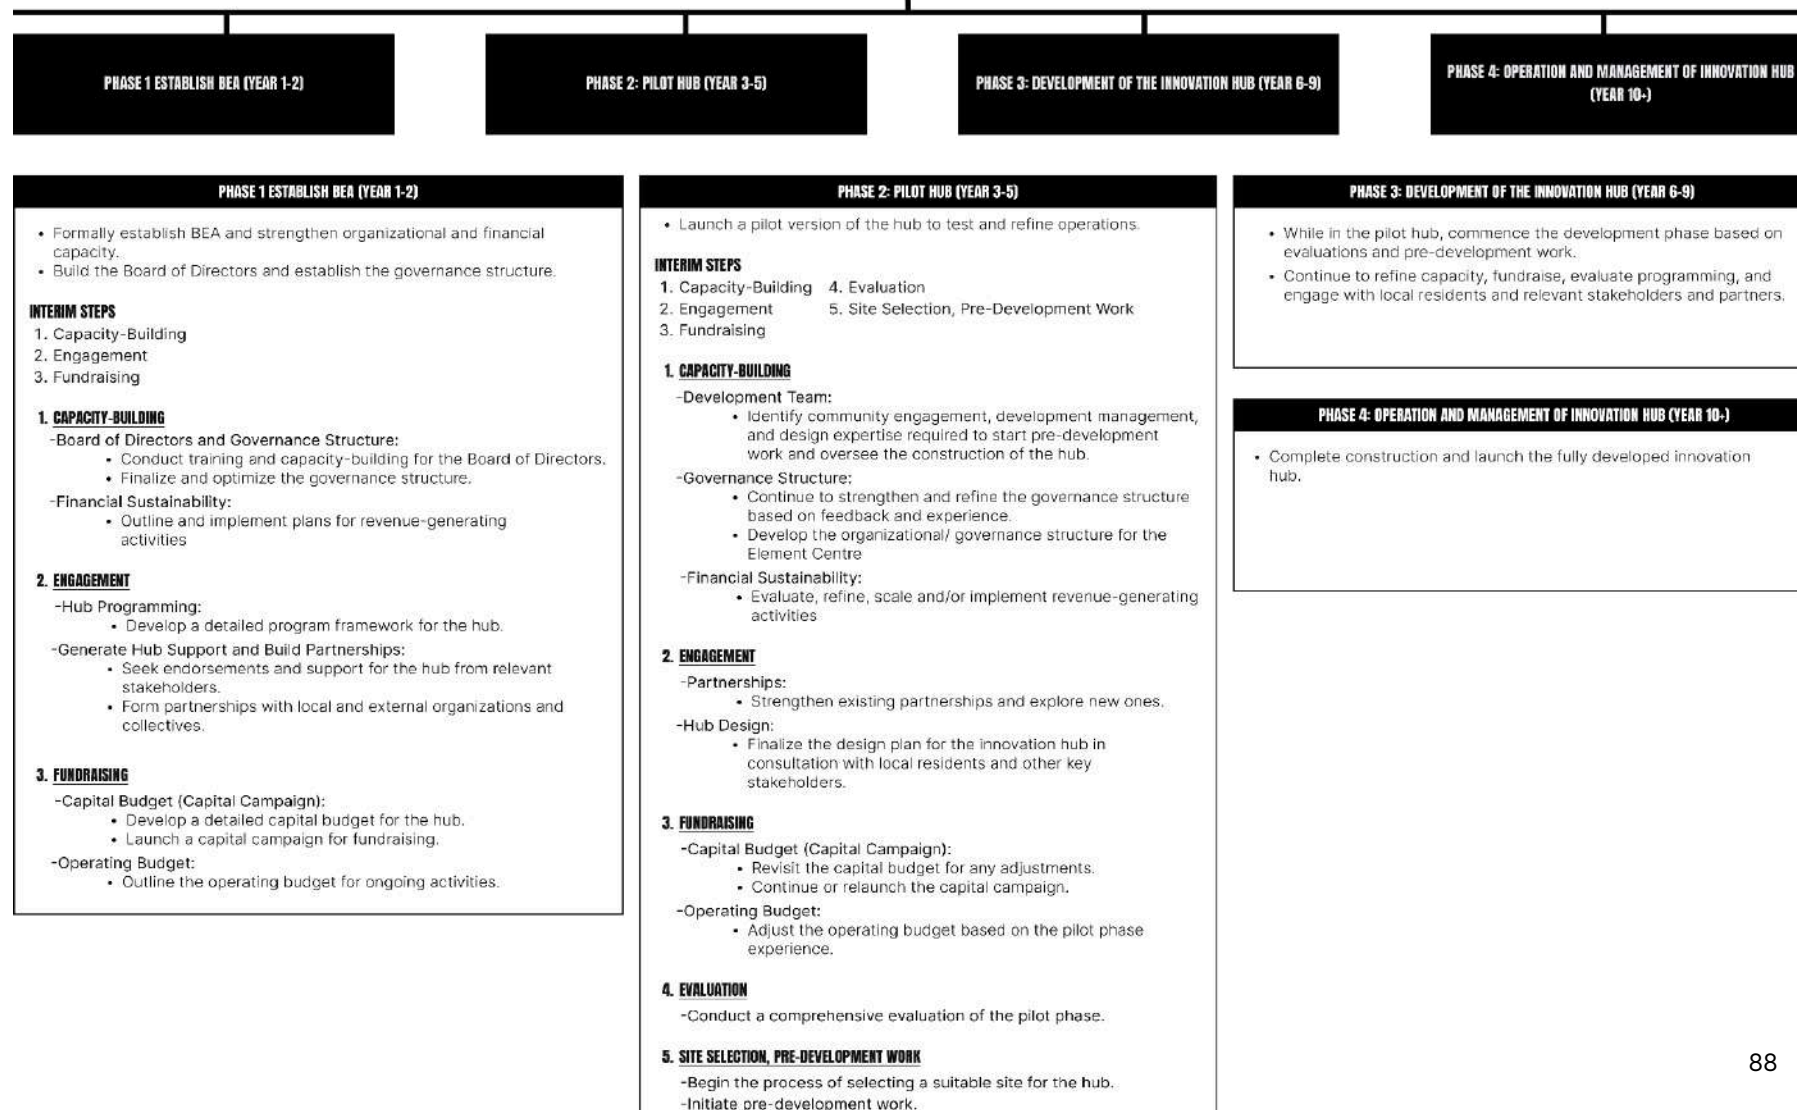 PHASE 1 ESTABLISH BEA (YEAR 1-2)
PHASE 2: PILOT HUB (YEAR 3-5)
PHASE 3: DEVELOPMENT OF THE INNOVATION HUB (YEAR 6-9)
PHASE 4: OPERATION AND MANAGEMENT OF INNOVATION HUB
(YEAR 10+)
PHASE 1 ESTABLISH BEA (YEAR 1-2)
• Formally establish BEA and strengthen organizational and financial
capacity.
• Build the Board of Directors and establish the governance structure.
INTERIM STEPS
1. Capacity-Building
2. Engagement
3. Fundraising
1. CAPACITY-BUILDING
-Board of Directors and Governance Structure:
• Conduct training and capacity-building for the Board of Directors.
• Finalize and optimize the governance structure.
-Financial Sustainability:
• Outline and implement plans for revenue-generating
activities
2. ENGAGEMENT
-Hub Programming:
• Develop a detailed program framework for the hub.
-Generate Hub Support and Build Partnerships:
• Seek endorsements and support for the hub from relevant
stakeholders.
• Form partnerships with local and external organizations and
collectives.
3. FUNDRAISING
-Capital Budget (Capital Campaign):
• Develop a detailed capital budget for the hub.
• Launch a capital campaign for fundraising.
-Operating Budget:
• Outline the operating budget for ongoing activities.
PHASE 2: PILOT HUB (YEAR 3-5)
• Launch a pilot version of the hub to test and refine operations.
INTERIM STEPS
1. Capacity-Building 4. Evaluation
2. Engagement 5. Site Selection, Pre-Development Work
3. Fundraising
1. CAPACITY-BUILDING
-Development Team:
• Identify community engagement, development management,
and design expertise required to start pre-development
work and oversee the construction of the hub.
-Governance Structure:
• Continue to strengthen and refine the governance structure
based on feedback and experience.
• Develop the organizational/ governance structure for the
Element Centre
-Financial Sustainability:
• Evaluate, refine, scale and/or implement revenue-generating
activities
2. ENGAGEMENT
-Partnerships:
• Strengthen existing partnerships and explore new ones.
-Hub Design:
• Finalize the design plan for the innovation hub in
consultation with local residents and other key
stakeholders.
3. FUNDRAISING
-Capital Budget (Capital Campaign):
• Revisit the capital budget for any adjustments.
• Continue or relaunch the capital campaign.
-Operating Budget:
• Adjust the operating budget based on the pilot phase
experience.
4. EVALUATION
-Conduct a comprehensive evaluation of the pilot phase.
5. SITE SELECTION, PRE-DEVELOPMENT WORK
-Begin the process of selecting a suitable site for the hub.
-Initiate pre-development work.
PHASE 3: DEVELOPMENT OF THE INNOVATION HUB (YEAR 6-9)
• While in the pilot hub, commence the development phase based on
evaluations and pre-development work.
• Continue to refine capacity, fundraise, evaluate programming, and
engage with local residents and relevant stakeholders and partners.
PHASE 4: OPERATION AND MANAGEMENT OF INNOVATION HUB (YEAR 10+)
• Complete construction and launch the fully developed innovation
hub.
88